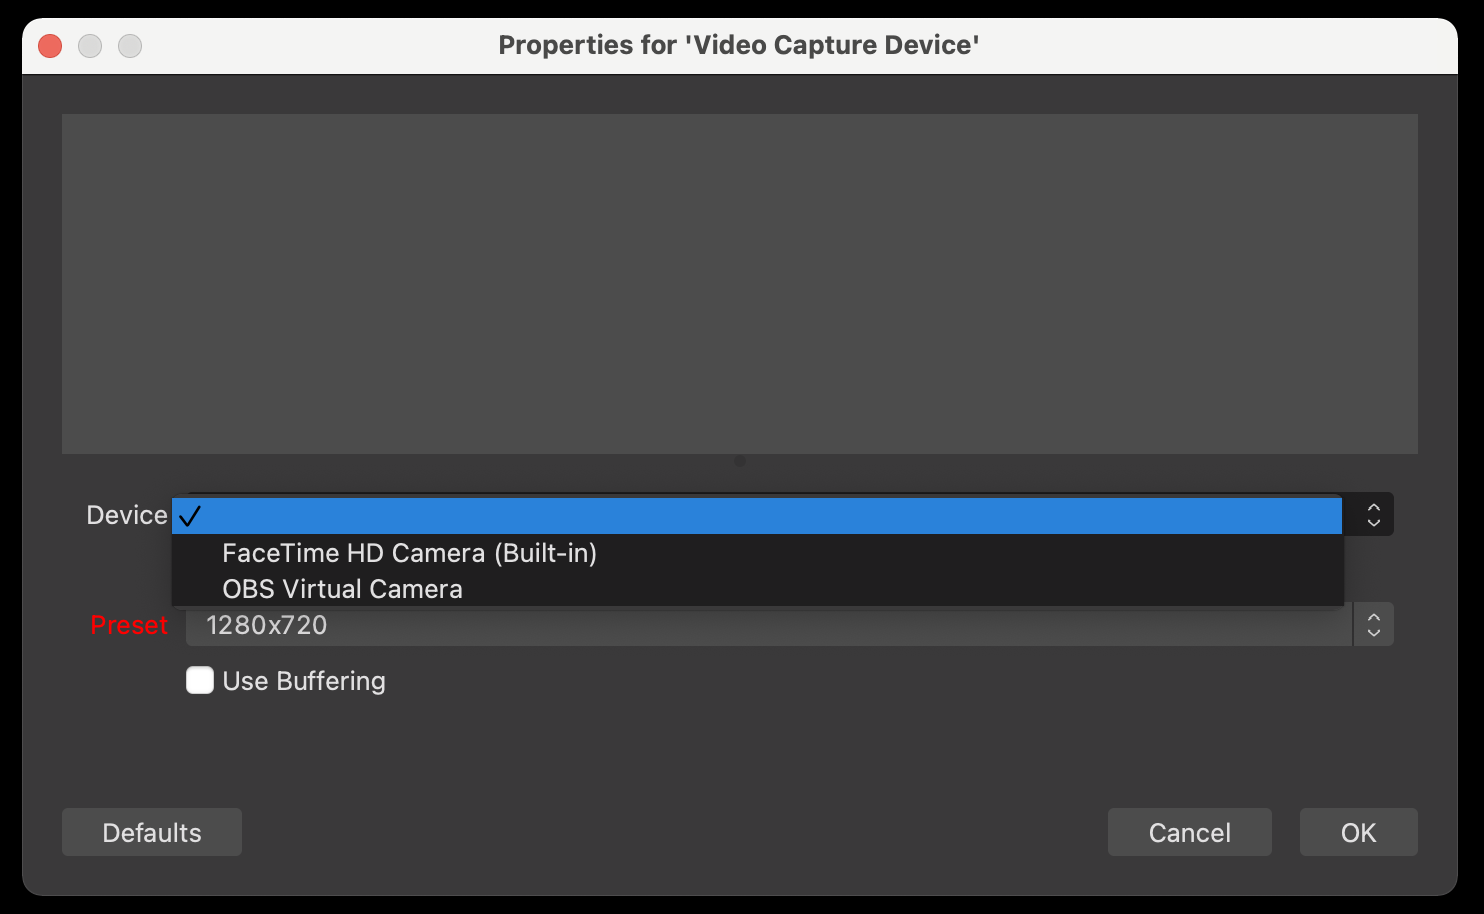 Properties for 'Video Capture Device'
Device
FaceTime HD Camera (Built-in)
OBS Virtual Camera
Preset 1280x720
Use Buffering
Defaults Cancel OK